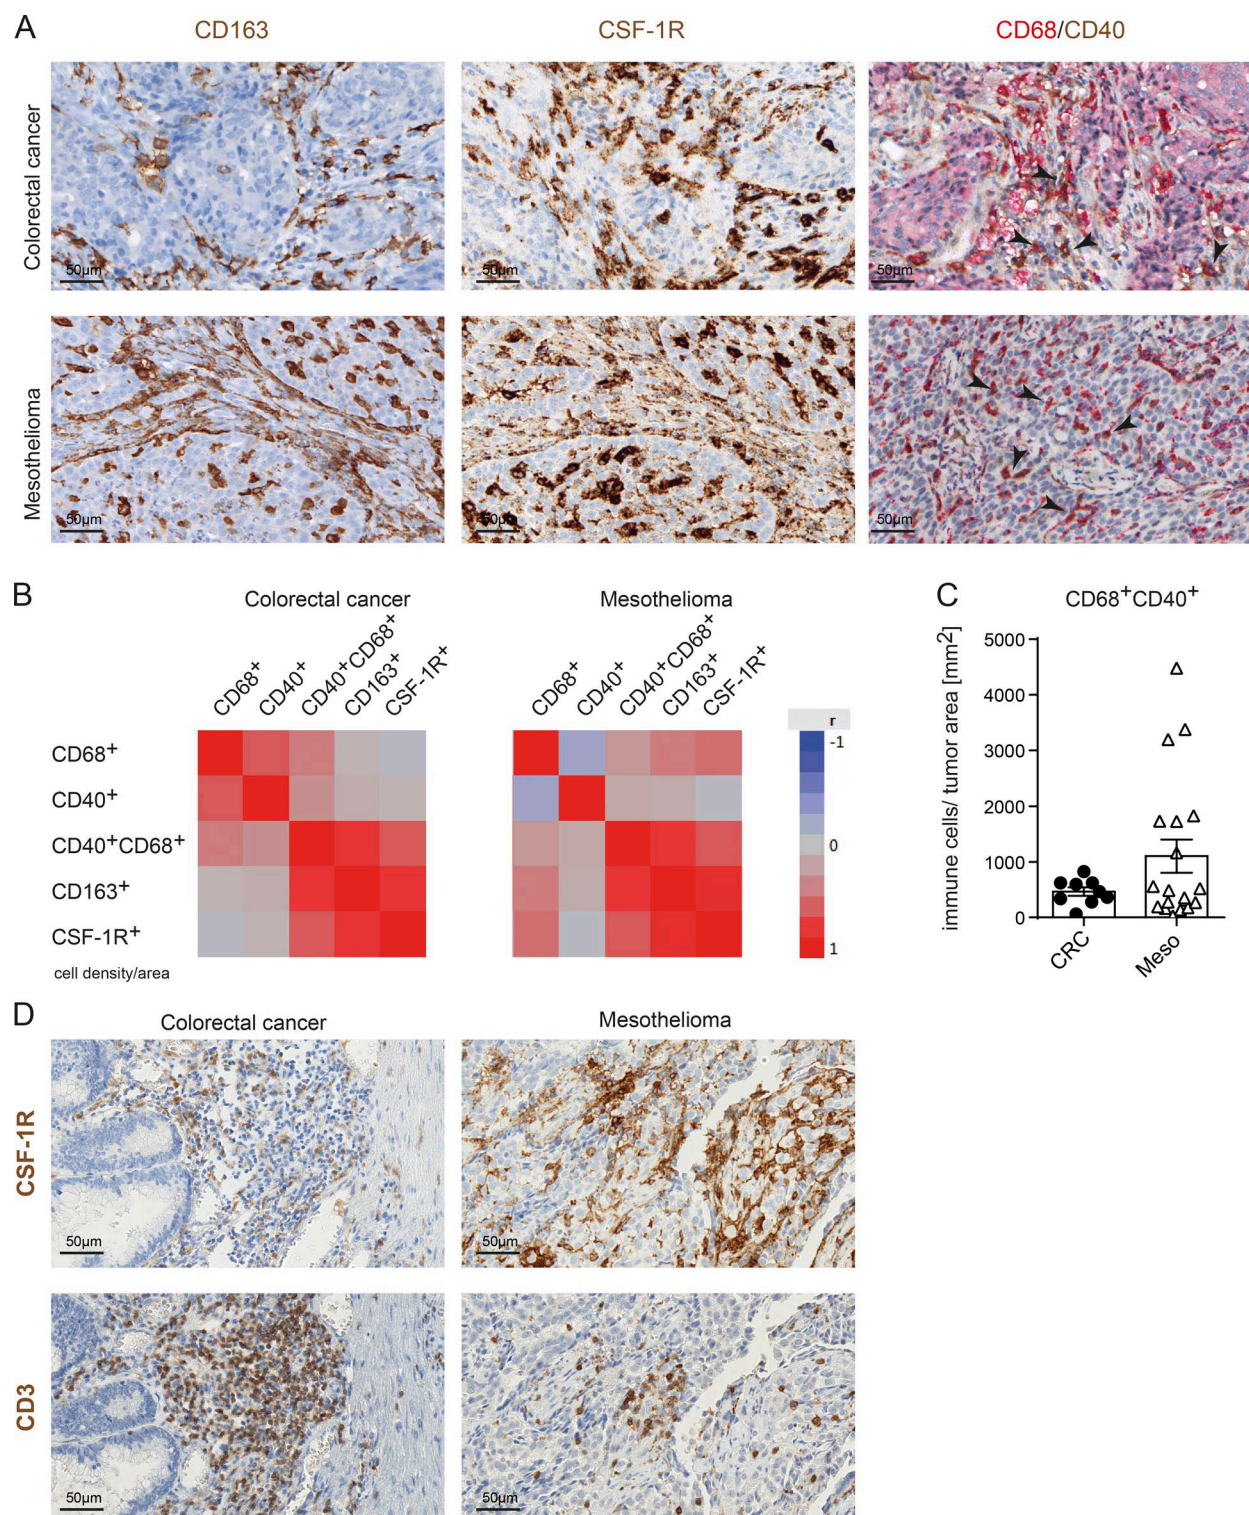 A
CD163
CSF-1R
CD68/CD40
Colorectal cancer
50µm
50µm
50µm
Mesothelioma
50µm
50µm
50µm
B
Colorectal cancer
Mesothelioma
CD68+
CD40+
CD40+CD68+
CD163+
CSF-1R+
CD68+
CD40+
CD40+CD68+
CD163+
CSF-1R+
CD68+
CD40+
CD40+CD68+
CD163+
CSF-1R+
cell density/area
r
-1
0
1
C
CD68+CD40+
immune cells/ tumor area [mm2]
5000
4000
3000
2000
1000
0
CRC
Meso
D
Colorectal cancer
Mesothelioma
CSF-1R
50µm
50µm
CD3
50µm
50µm